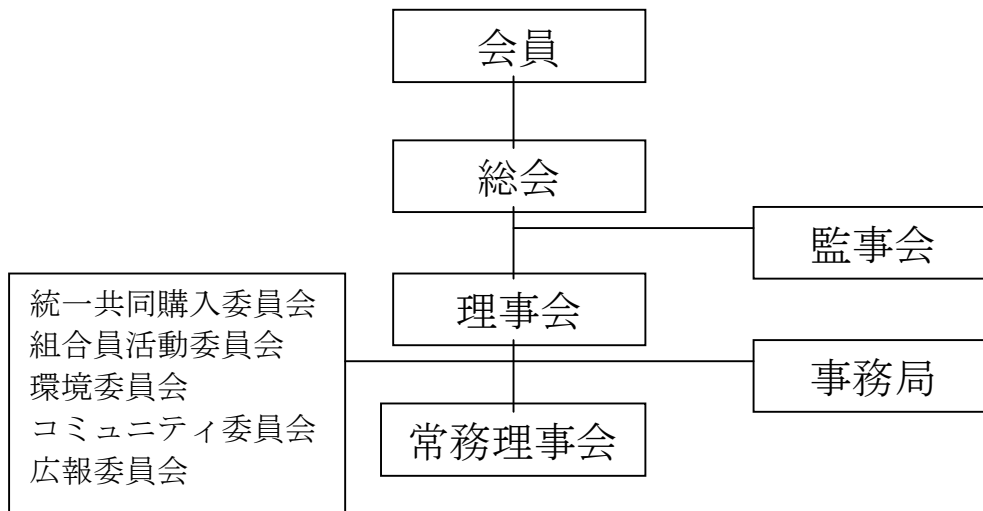 会員
総会
監事会
理事会
統一共同購入委員会
組合員活動委員会
環境委員会
コミュニティ委員会
広報委員会
事務局
常務理事会